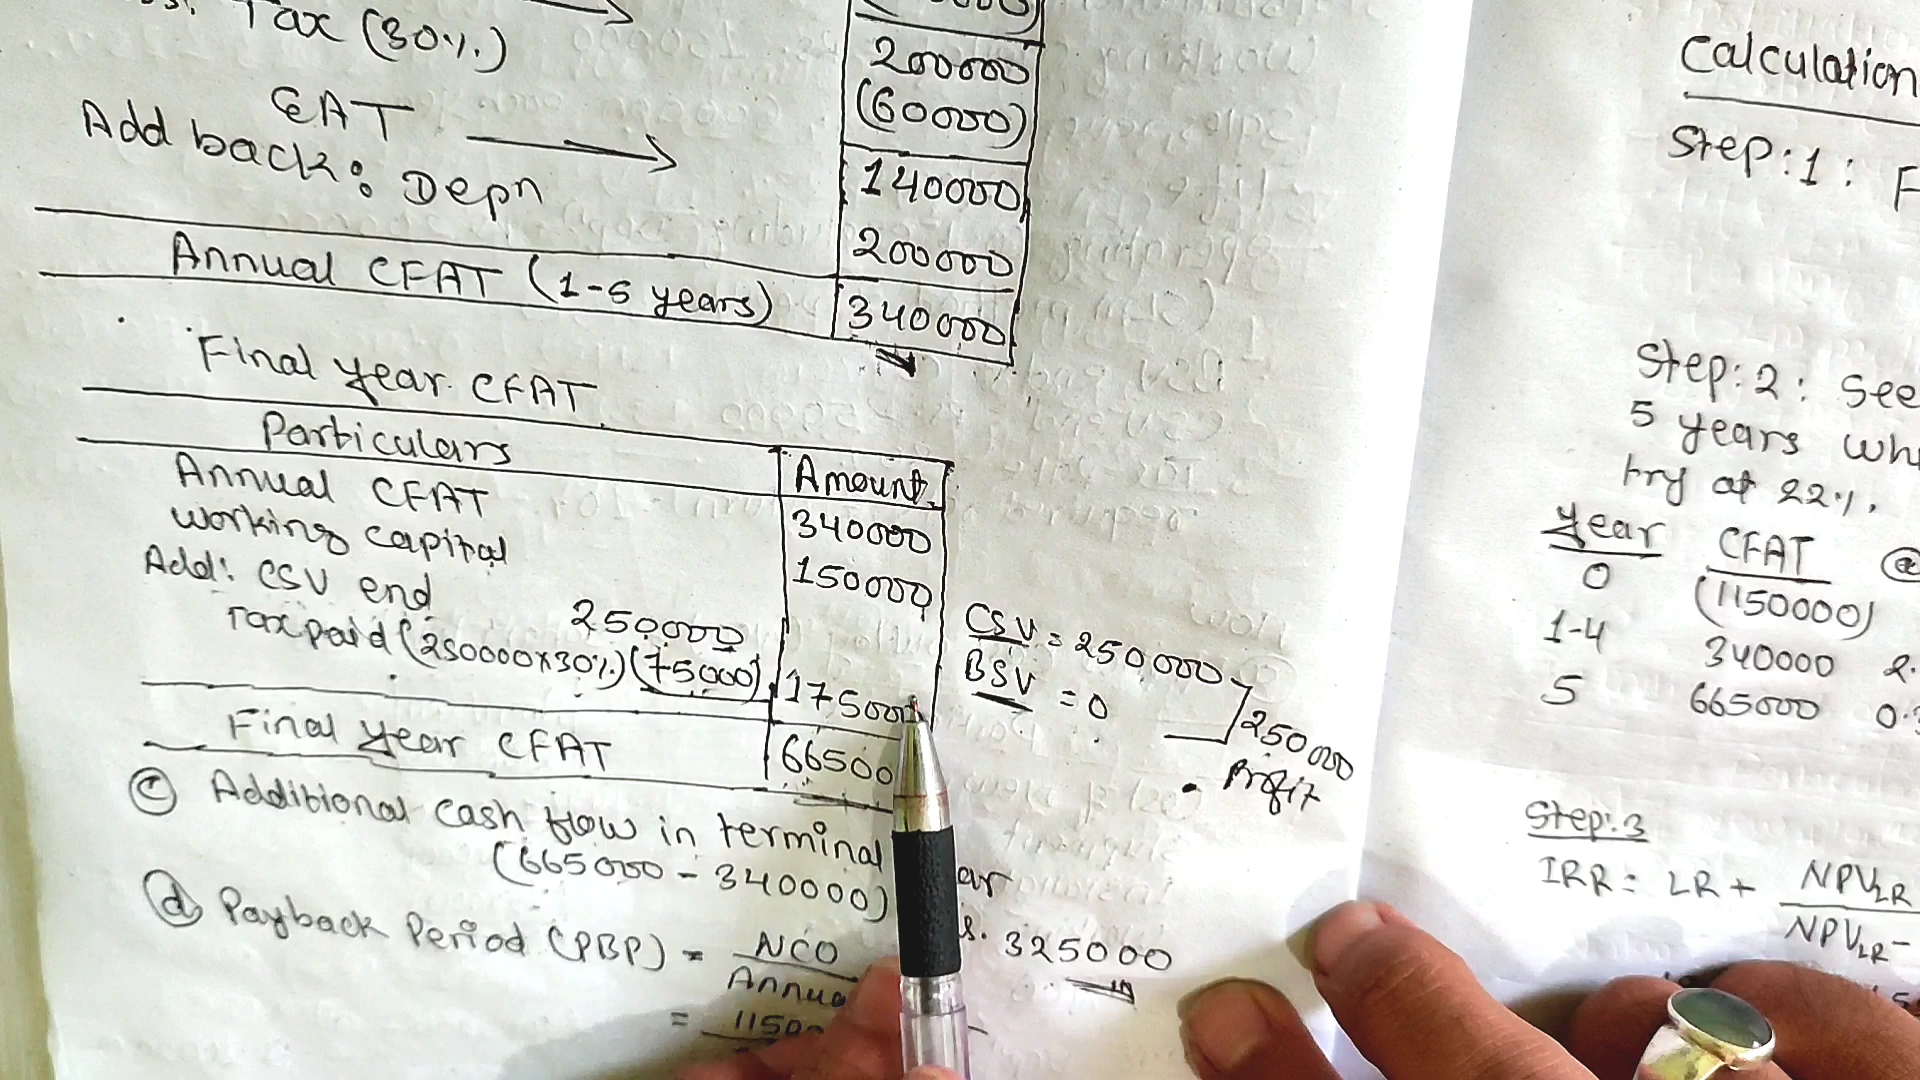 Tax (30%)
200000
(60000)
EAT
140000
Add back: Depn
200000
Annual CFAT (1-5 years)
340000
Final year CFAT
Particulars
Amount
Annual CFAT
340000
working capital
150000
Add: CSV end
250000
Tax paid (250000x30%) (75000)
175000
Final year CFAT
66500
CSV = 250000
BSV = 0
250000
Profit
(c) Additional cash flow in terminal
(665000 - 340000)
325000
(d) Payback Period (PBP) = NCO
=
Calculation
Step:1:
Step:2: See
5 years
try at 22%.
year CFAT
0 (1150000)
1-4 340000
5 665000
Step:3
IRR = LR + NPVLR
NPVLR -